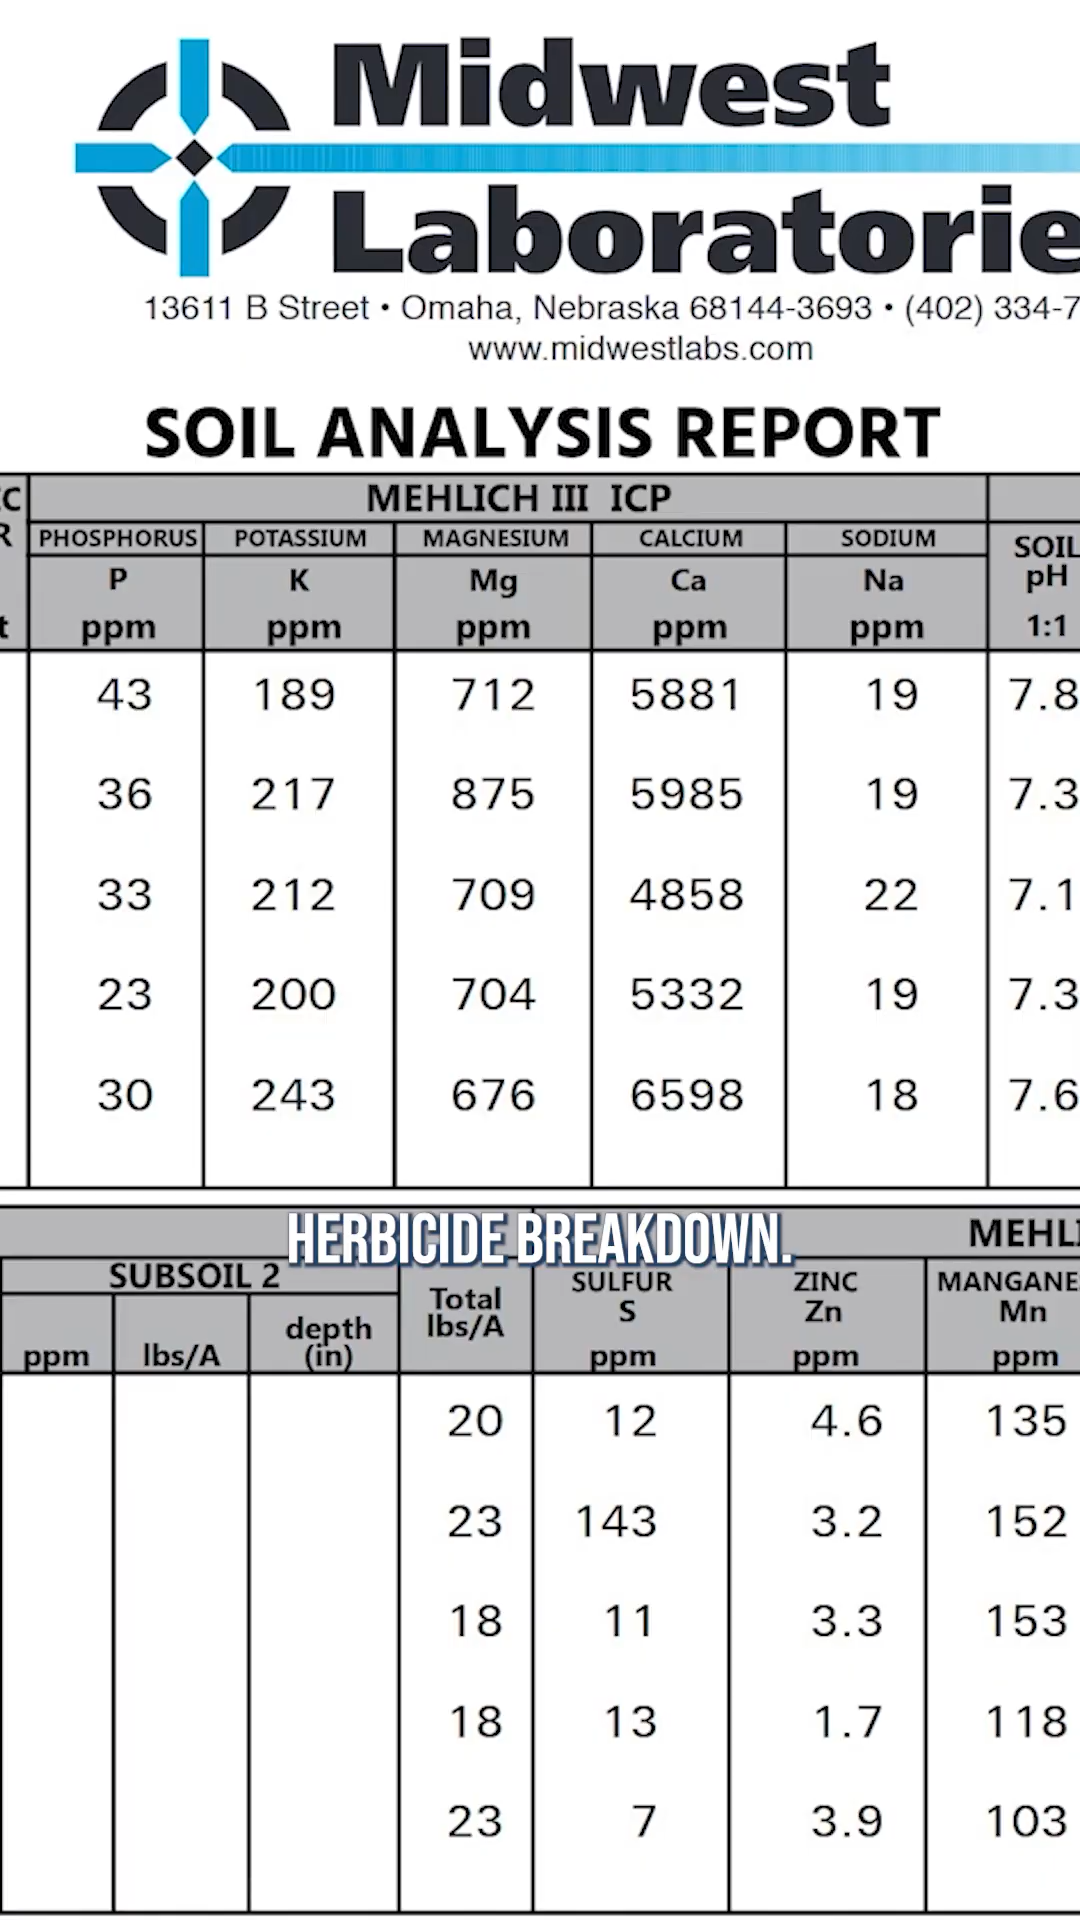 Midwest
Laboratorie
13611 B Street • Omaha, Nebraska 68144-3693 • (402) 334-7
www.midwestlabs.com
SOIL ANALYSIS REPORT
IC MEHLICH III ICP
R PHOSPHORUS POTASSIUM MAGNESIUM CALCIUM SODIUM SOIL
P K Mg Ca Na pH
t ppm ppm ppm ppm ppm 1:1
43 189 712 5881 19 7.8
36 217 875 5985 19 7.3
33 212 709 4858 22 7.1
23 200 704 5332 19 7.3
30 243 676 6598 18 7.6
HERBICIDE BREAKDOWN.
MEHLI
SUBSOIL 2 Total SULFUR ZINC MANGANE
depth lbs/A S Zn Mn
ppm lbs/A (in) ppm ppm ppm
20 12 4.6 135
23 143 3.2 152
18 11 3.3 153
18 13 1.7 118
23 7 3.9 103